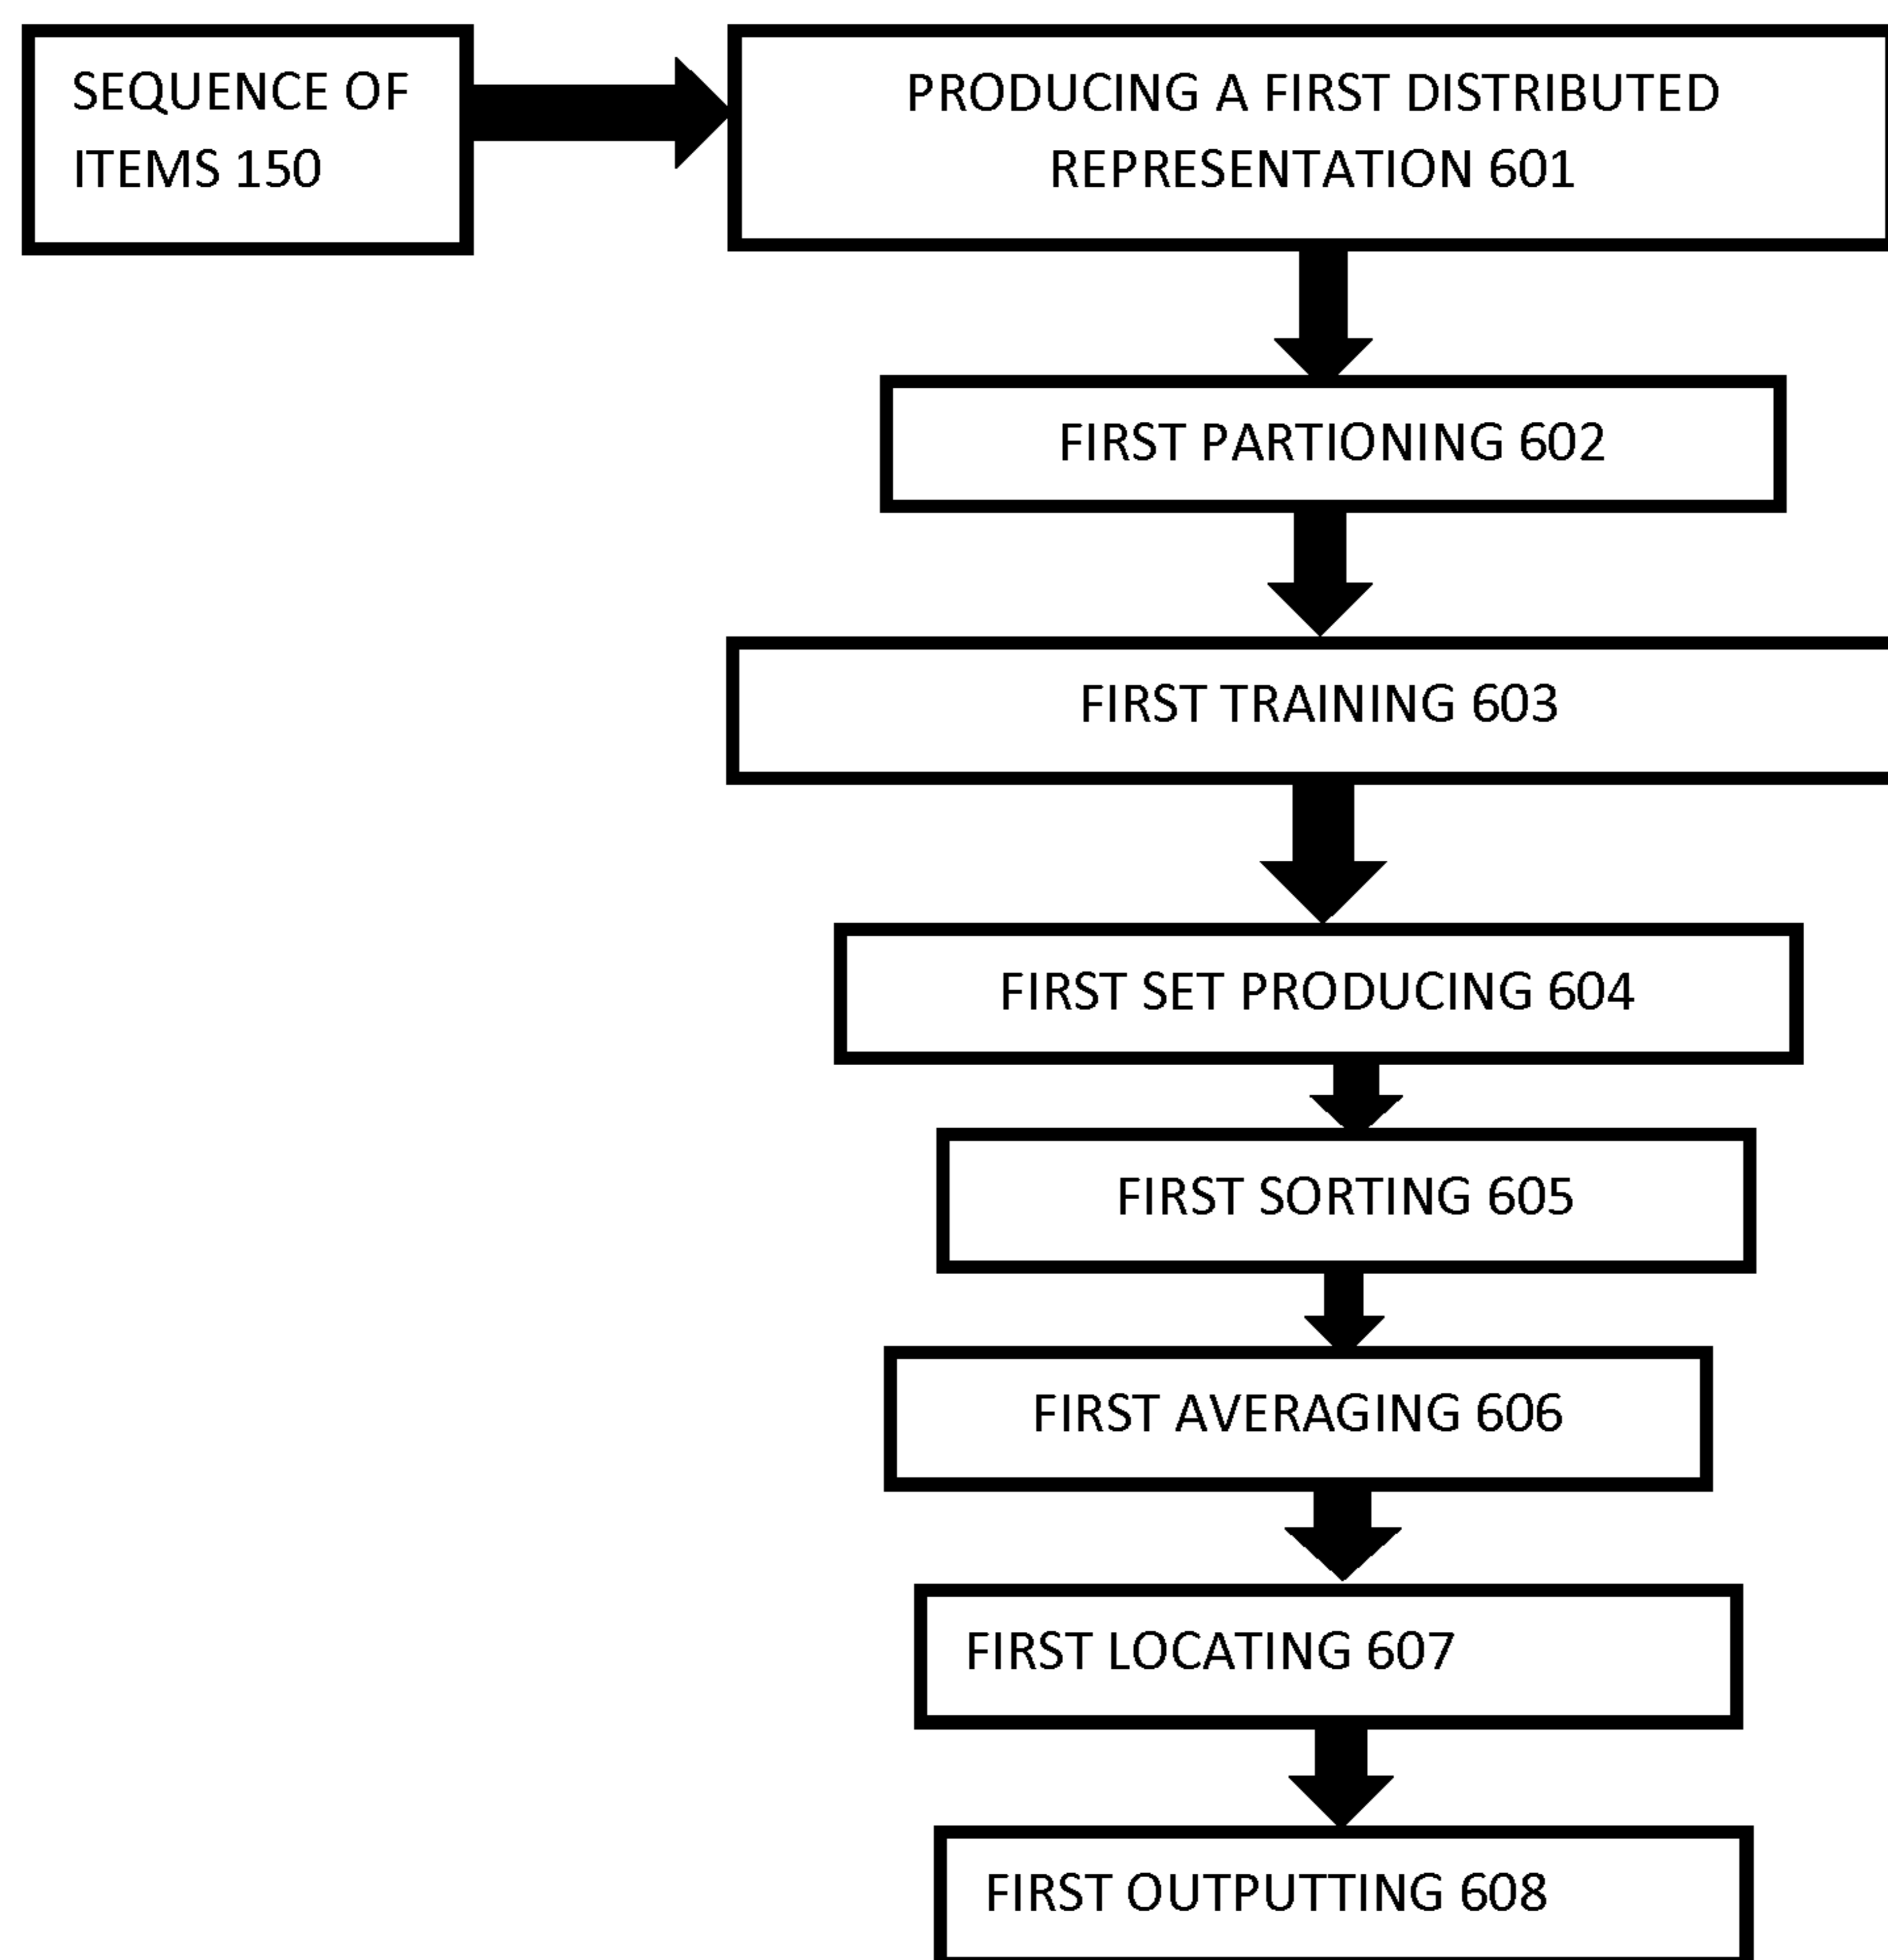 SEQUENCE OF
ITEMS 150
PRODUCING A FIRST DISTRIBUTED
REPRESENTATION 601
FIRST PARTIONING 602
FIRST TRAINING 603
FIRST SET PRODUCING 604
FIRST SORTING 605
FIRST AVERAGING 606
FIRST LOCATING 607
FIRST OUTPUTTING 608